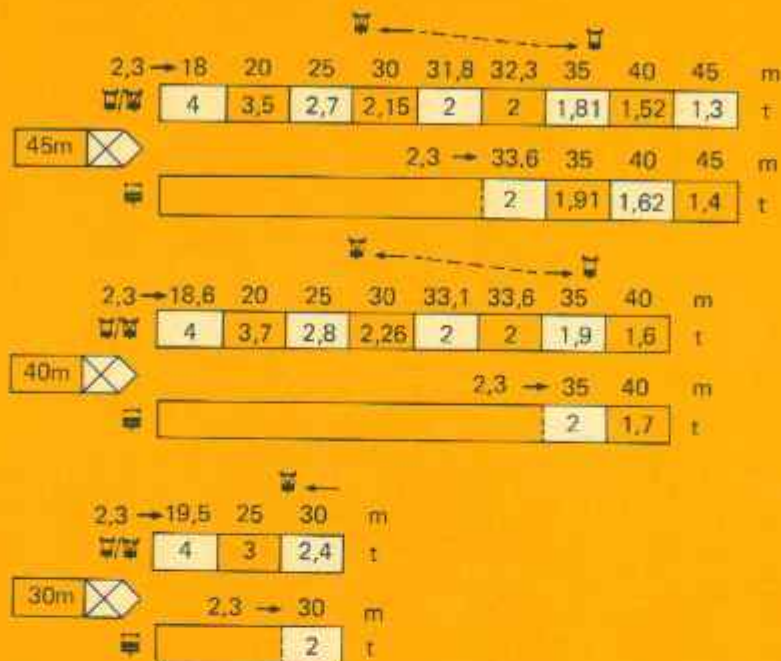 2,3 → 18 20 25 30 31,8 32,3 35 40 45 m
4 3,5 2,7 2,15 2 2 1,81 1,52 1,3 t
45m
2,3 → 33,6 35 40 45 m
2 1,91 1,62 1,4 t
2,3 → 18,6 20 25 30 33,1 33,6 35 40 m
4 3,7 2,8 2,26 2 2 1,9 1,6 t
40m
2,3 → 35 40 m
2 1,7 t
2,3 → 19,5 25 30 m
4 3 2,4 t
30m
2,3 → 30 m
2 t